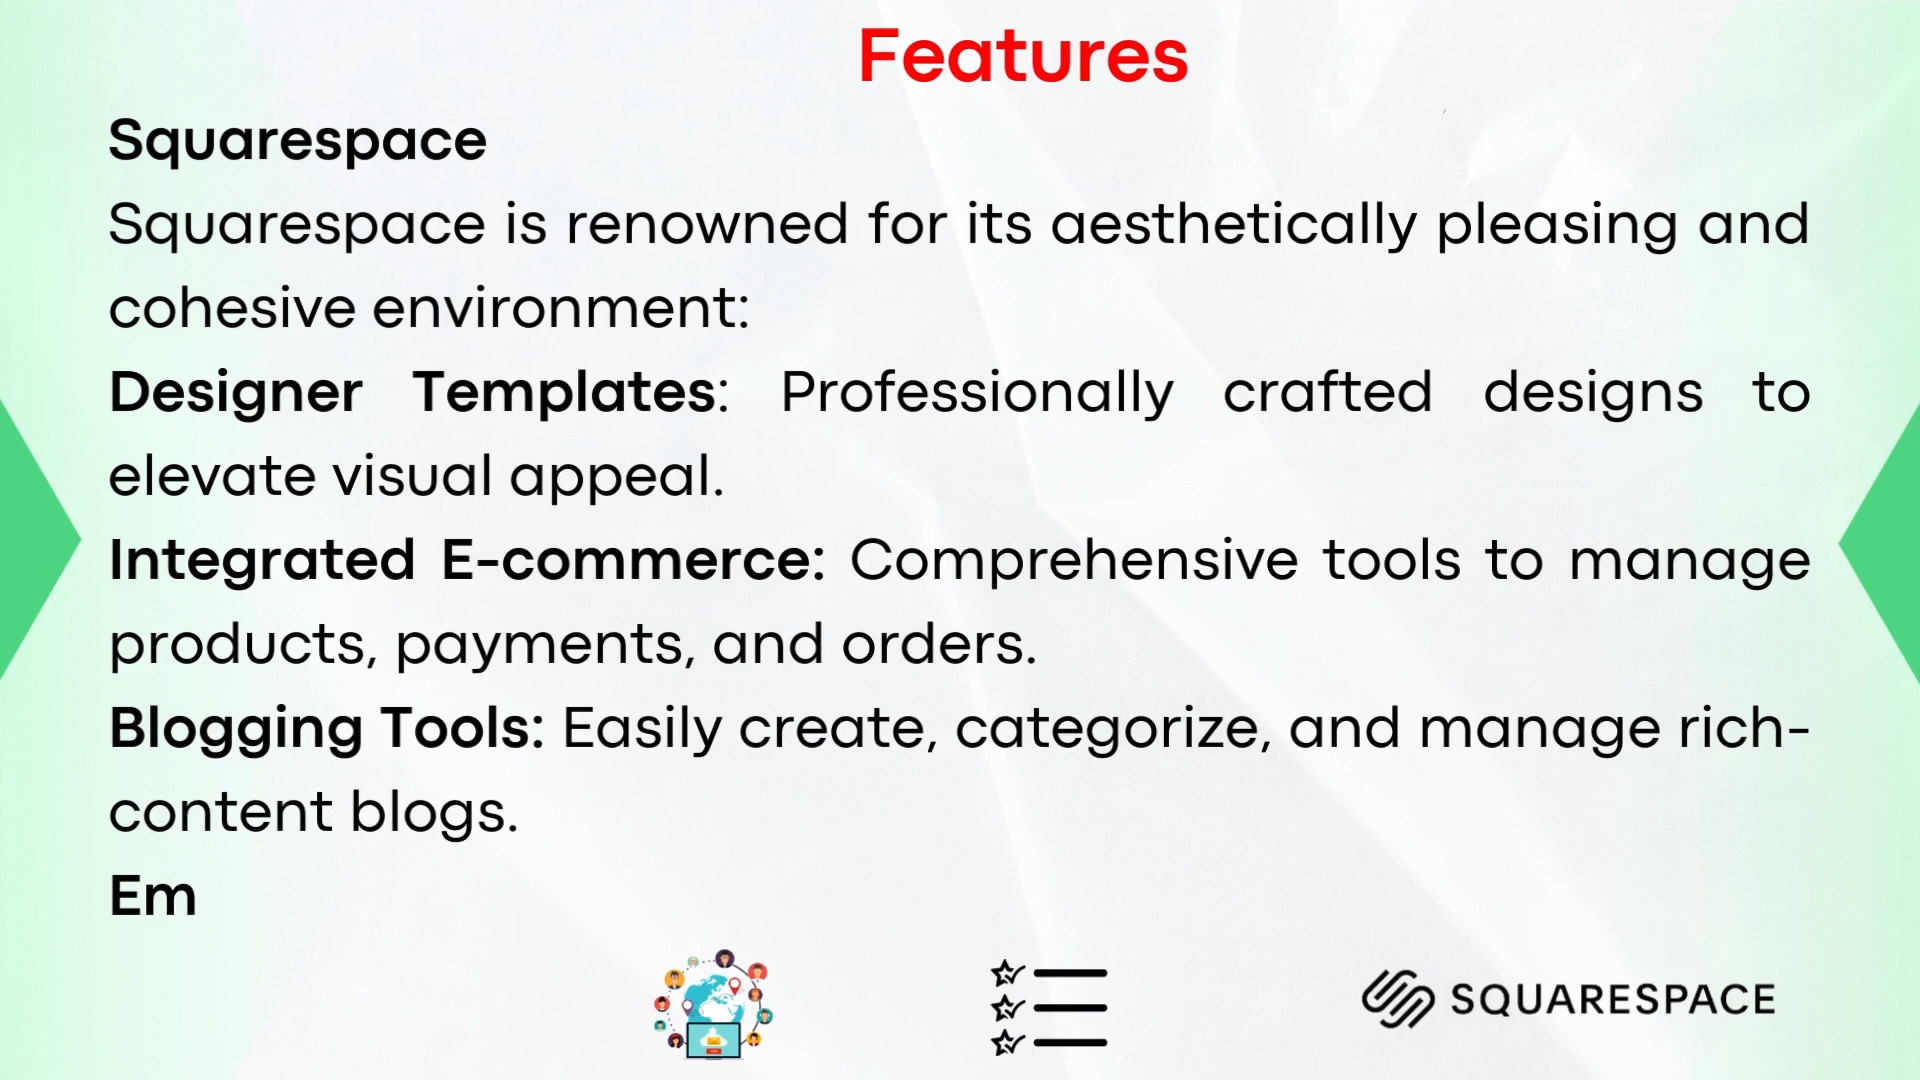 Features
Squarespace
Squarespace is renowned for its aesthetically pleasing and
cohesive environment:
Designer Templates: Professionally crafted designs to
elevate visual appeal.
Integrated E-commerce: Comprehensive tools to manage
products, payments, and orders.
Blogging Tools: Easily create, categorize, and manage rich-
content blogs.
Em
SQUARESPACE